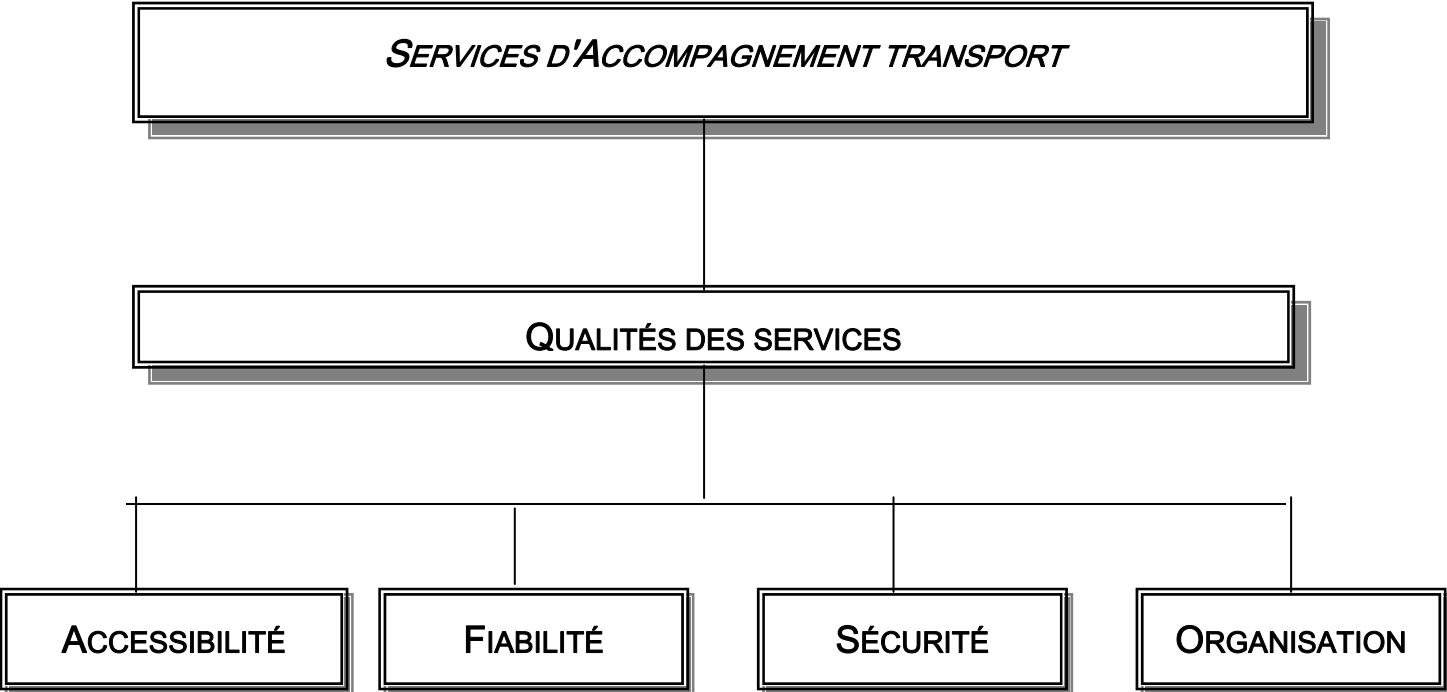 SERVICES D'ACCOMPAGNEMENT TRANSPORT
QUALITÉS DES SERVICES
ACCESSIBILITÉ
FIABILITÉ
SÉCURITÉ
ORGANISATION